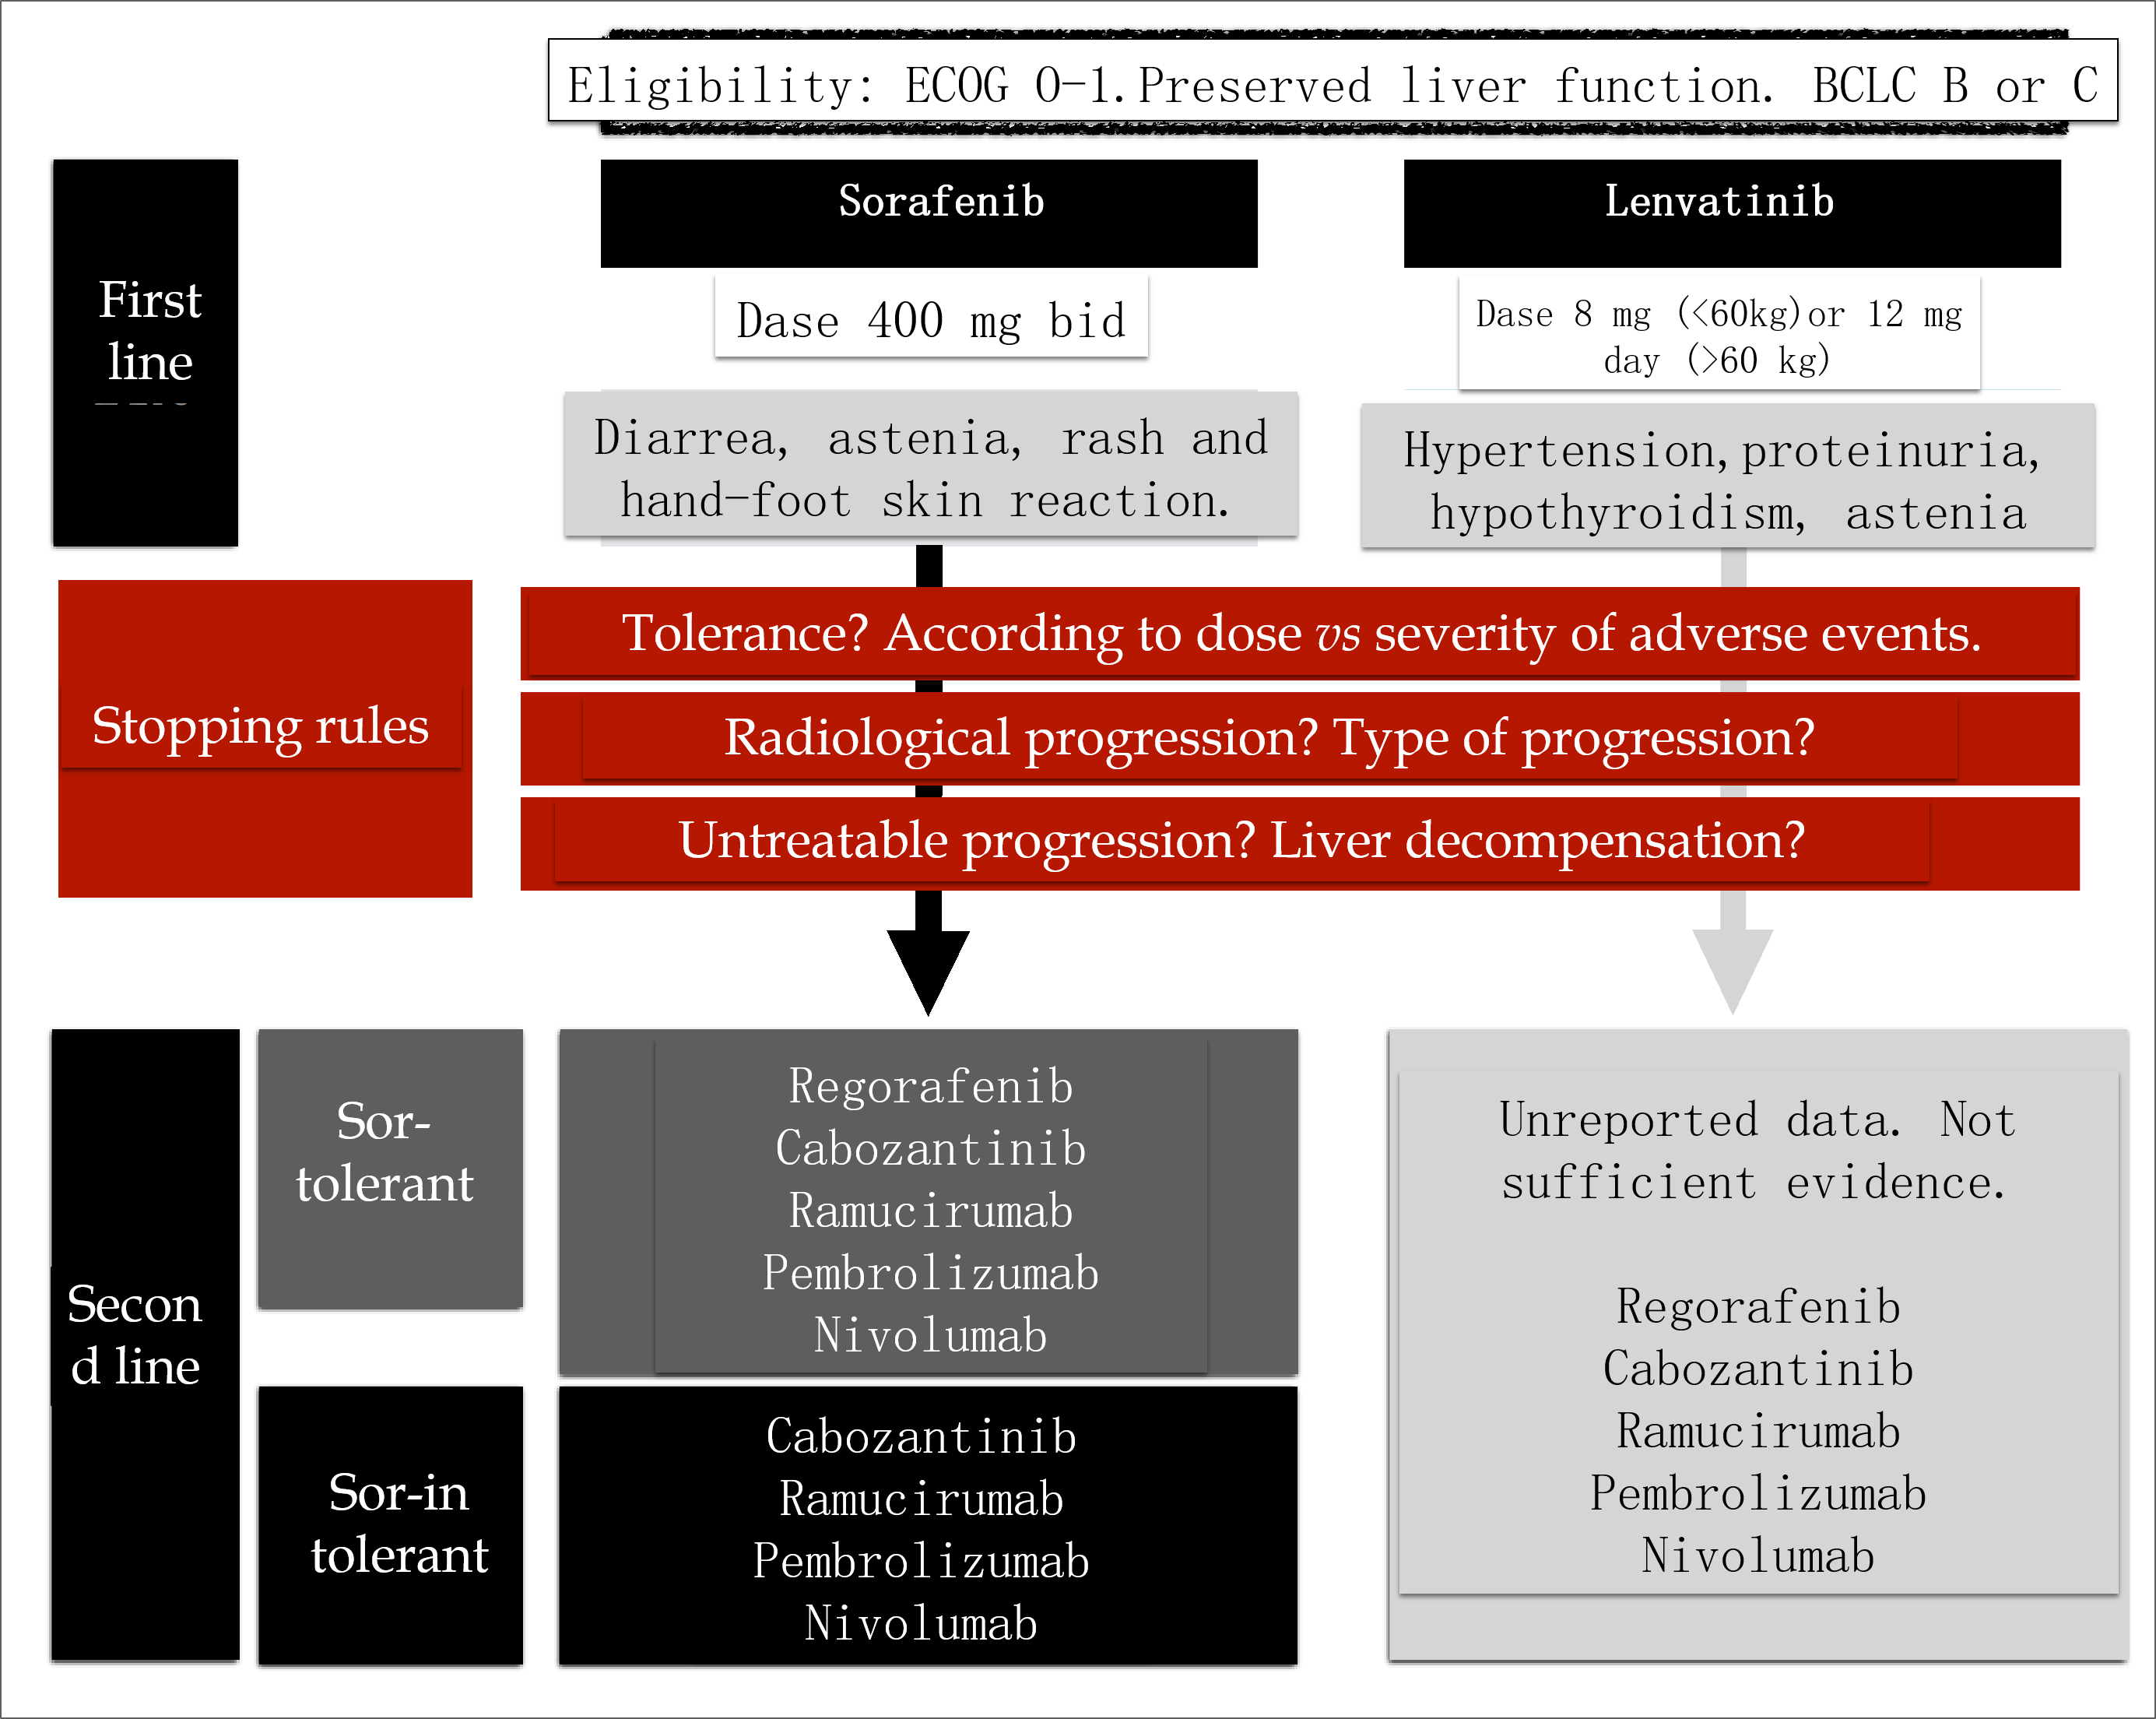 Eligibility: ECOG 0-1. Preserved liver function. BCLC B or C
Sorafenib
Lenvatinib
First
line
Dase 400 mg bid
Dase 8 mg (<60kg)or 12 mg
day (>60 kg)
Diarrea, astenia, rash and
hand-foot skin reaction.
Hypertension, proteinuria,
hypothyroidism, astenia
Stopping rules
Tolerance? According to dose vs severity of adverse events.
Radiological progression? Type of progression?
Untreatable progression? Liver decompensation?
Secon
d line
Sor-
tolerant
Regorafenib
Cabozantinib
Ramucirumab
Pembrolizumab
Nivolumab
Sor-in
tolerant
Cabozantinib
Ramucirumab
Pembrolizumab
Nivolumab
Unreported data. Not
sufficient evidence.
Regorafenib
Cabozantinib
Ramucirumab
Pembrolizumab
Nivolumab